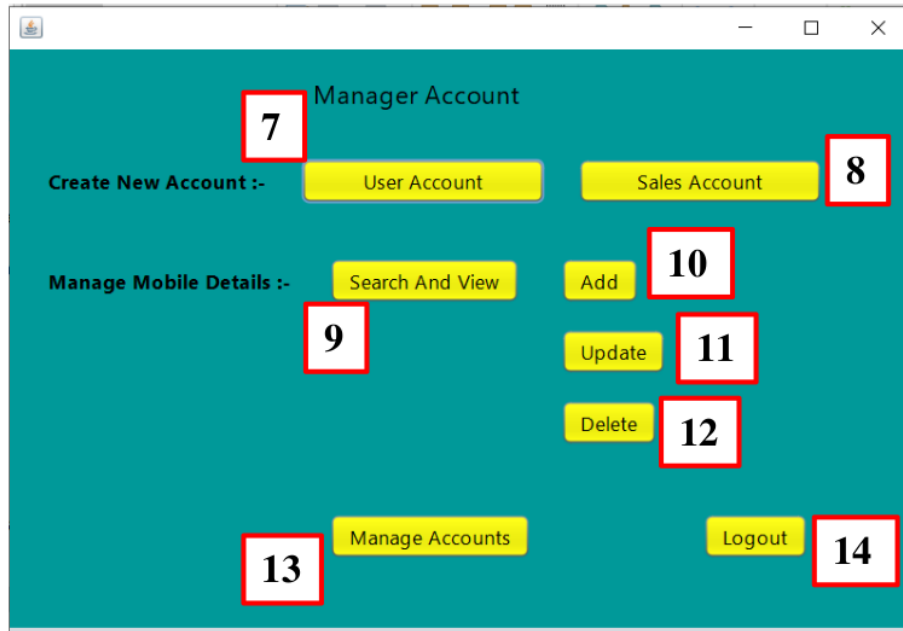 Manager Account
7
Create New Account :- User Account Sales Account 8
Manage Mobile Details :- Search And View Add 10
9
Update 11
Delete 12
Manage Accounts Logout 14
13